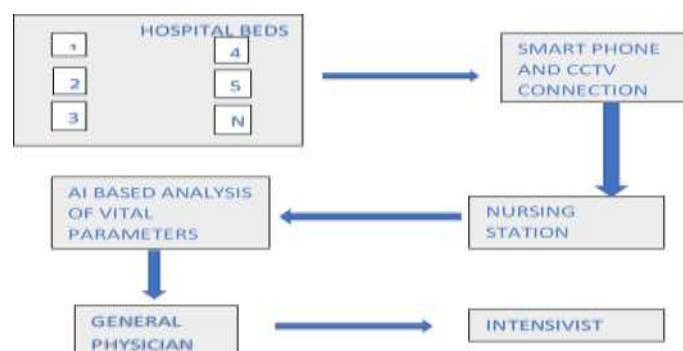 HOSPITAL BEDS
1
4
2
5
3
N
SMART PHONE
AND CCTV
CONNECTION
AI BASED ANALYSIS
OF VITAL
PARAMETERS
NURSING
STATION
GENERAL
PHYSICIAN
INTENSIVIST